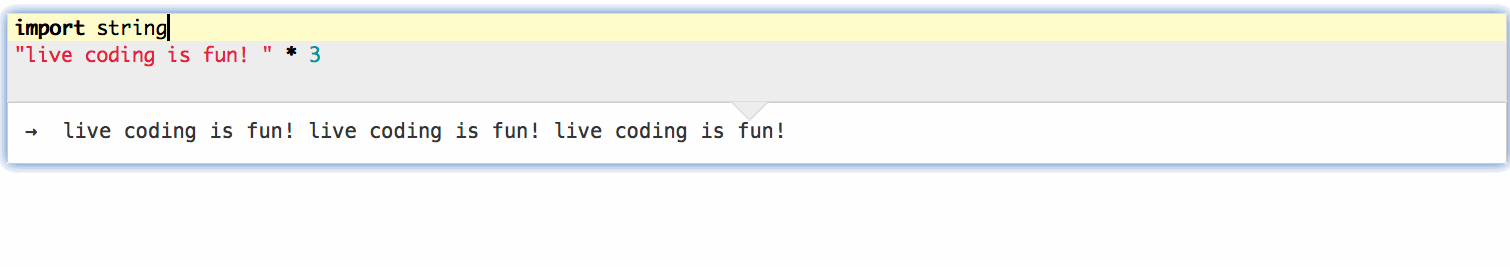 import string
"live coding is fun! " * 3
→ live coding is fun! live coding is fun! live coding is fun!